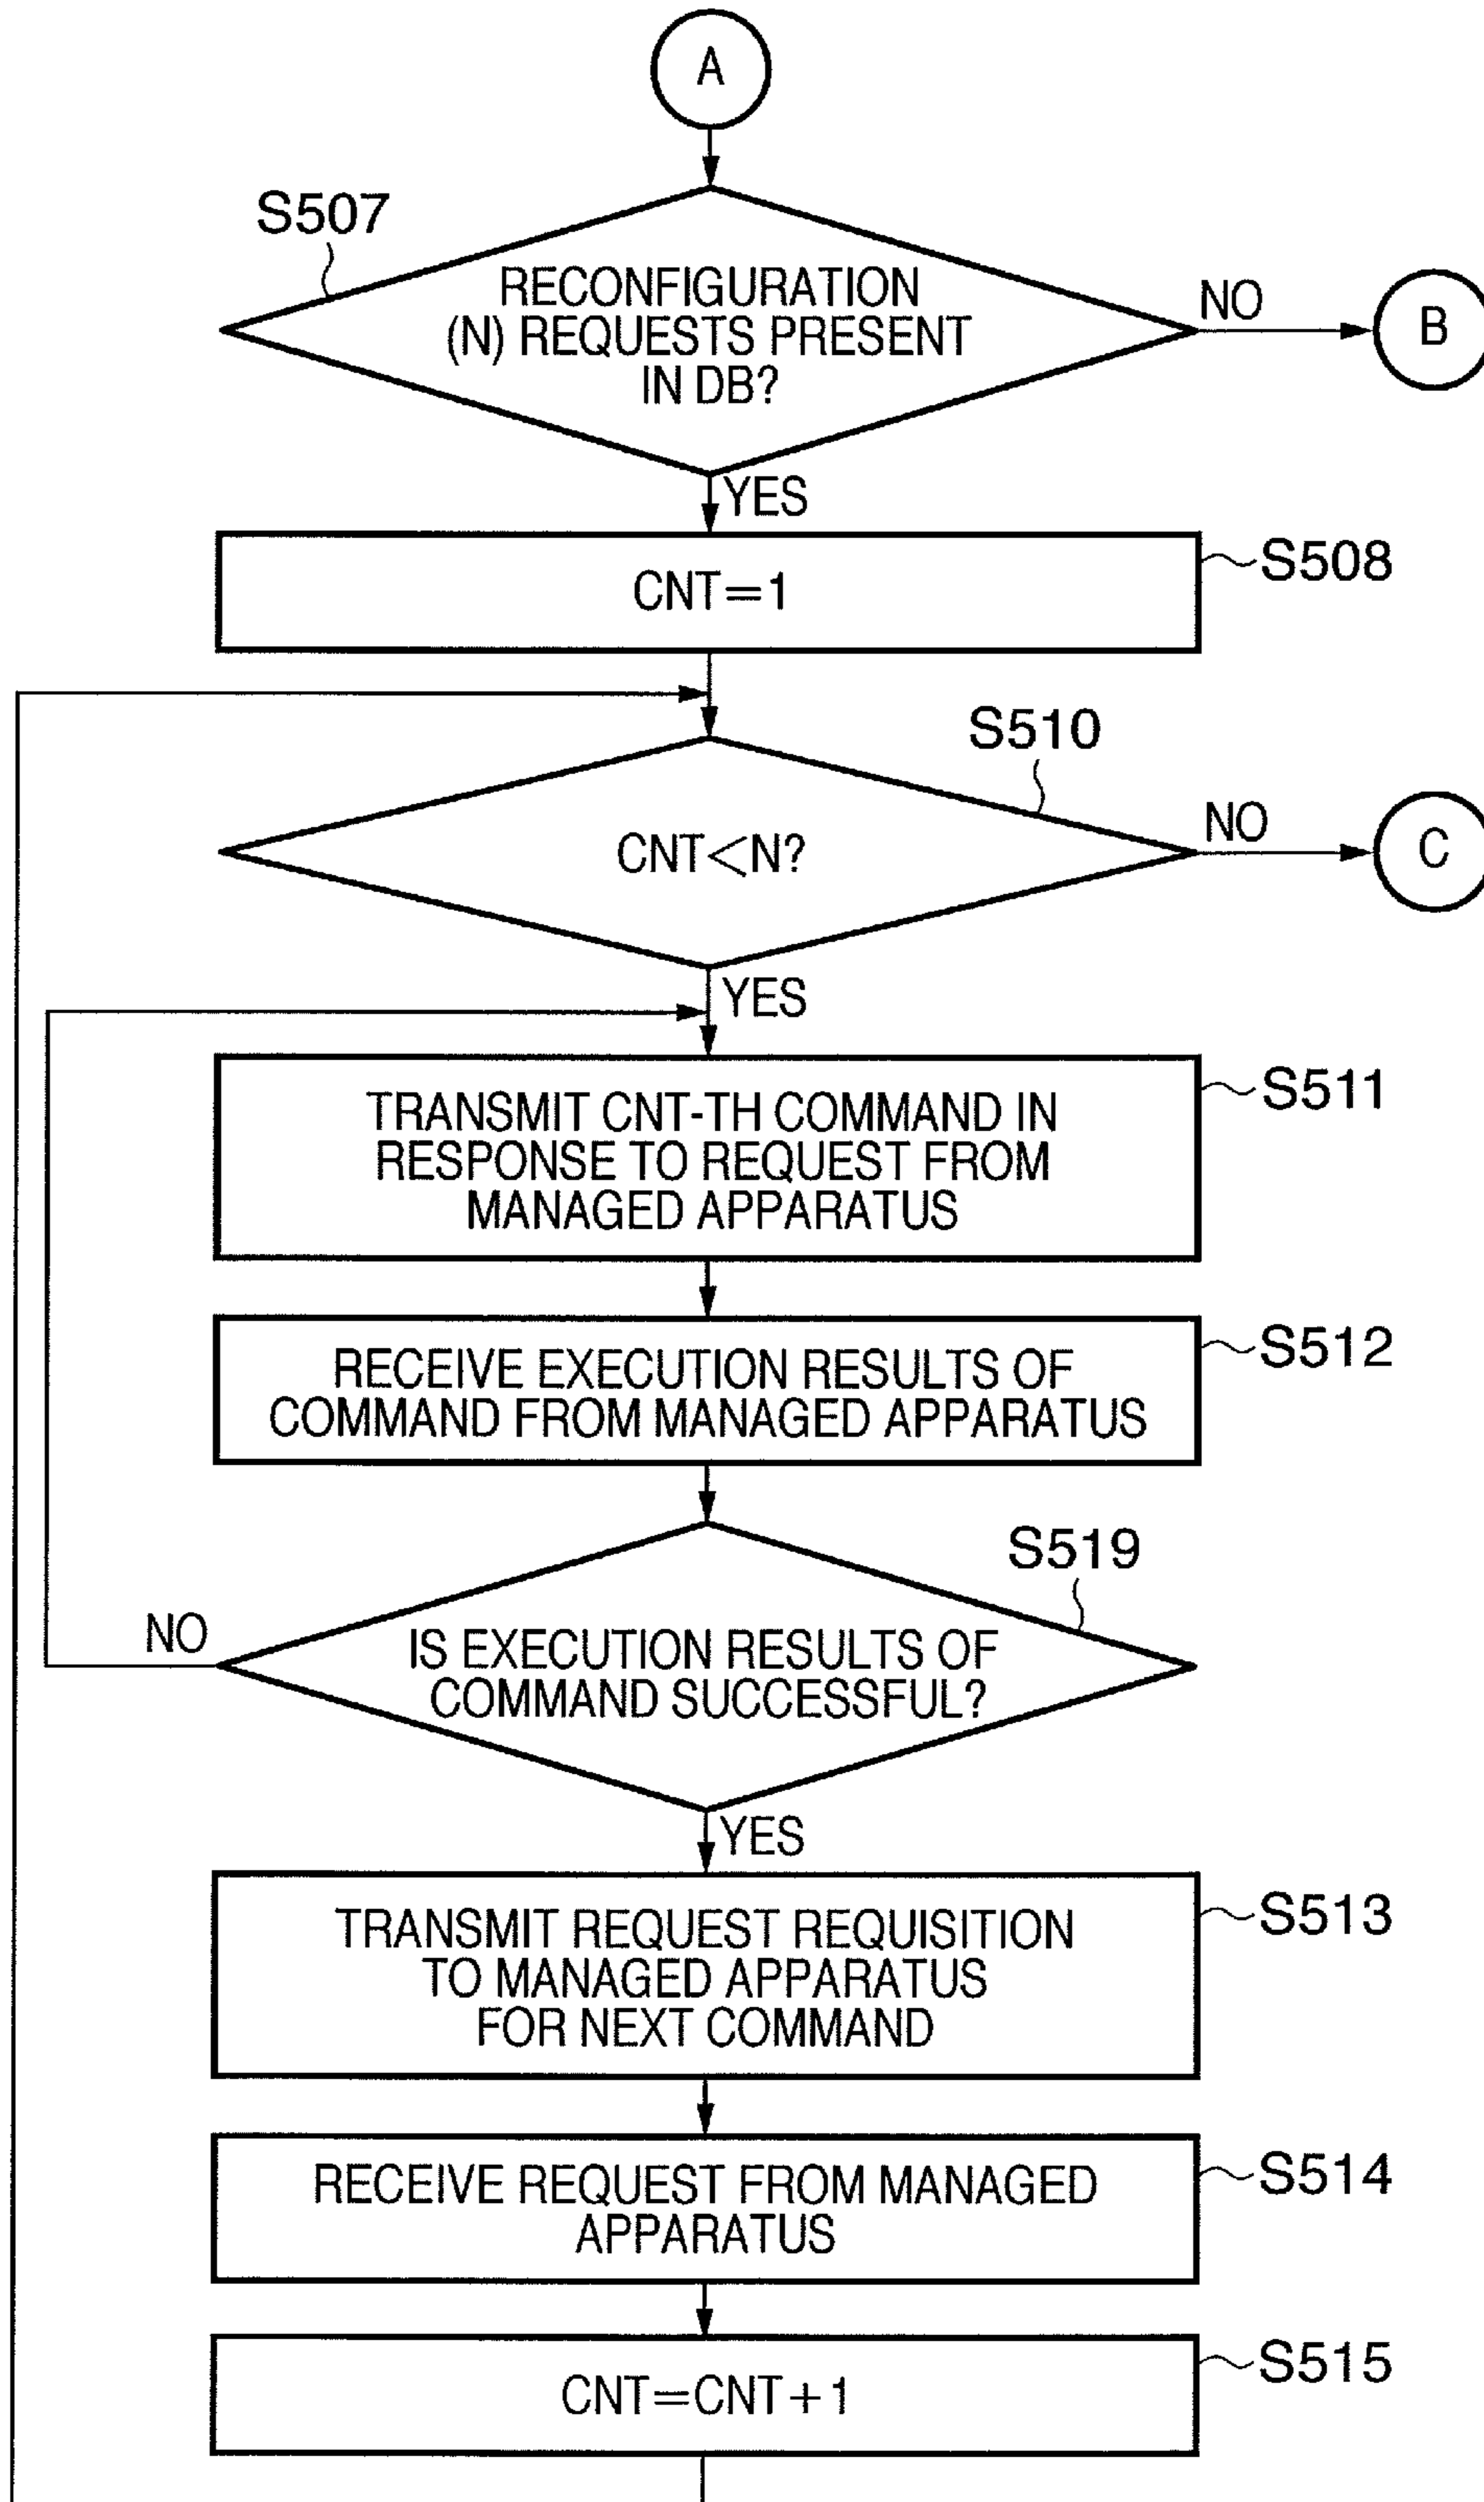 A
S507
RECONFIGURATION
(N) REQUESTS PRESENT
IN DB?
NO
B
YES
CNT=1
S508
S510
CNT<N?
NO
C
YES
TRANSMIT CNT-TH COMMAND IN
RESPONSE TO REQUEST FROM
MANAGED APPARATUS
S511
RECEIVE EXECUTION RESULTS OF
COMMAND FROM MANAGED APPARATUS
S512
S519
NO
IS EXECUTION RESULTS OF
COMMAND SUCCESSFUL?
YES
TRANSMIT REQUEST REQUISITION
TO MANAGED APPARATUS
FOR NEXT COMMAND
S513
RECEIVE REQUEST FROM MANAGED
APPARATUS
S514
CNT=CNT+1
S515